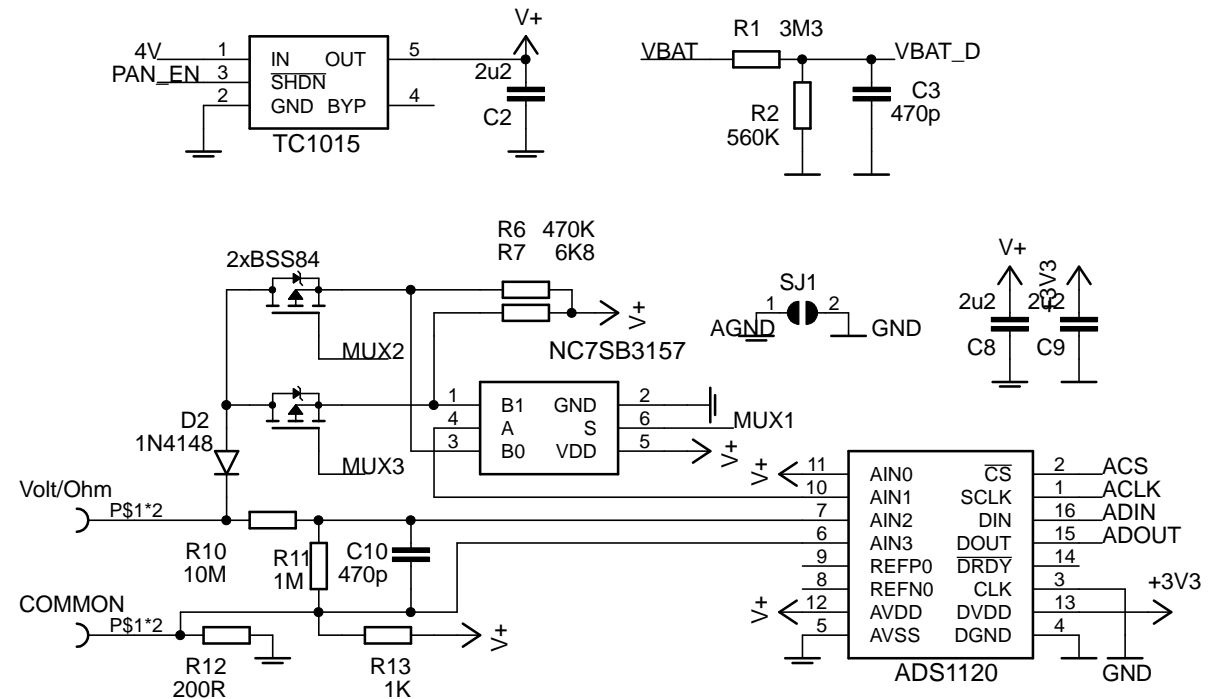 V+
4V
1
IN
OUT
5
PAN_EN
3
SHDN
2
GND
BYP
4
TC1015
2u2
C2
R1 3M3
VBAT
VBAT_D
R2
560K
C3
470p
R6 470K
R7 6K8
2xBSS84
MUX2
V+
NC7SB3157
1
B1
GND
2
4
A
S
6
MUX1
3
B0
VDD
5
V+
D2
1N4148
MUX3
SJ1
1
2
AGND
GND
V+
+3V3
2u2
2u2
C8
C9
Volt/Ohm
P$1*2
R10
10M
R11
1M
C10
470p
COMMON
P$1*2
R12
200R
R13
1K
V+
V+
11
AIN0
CS
2
ACS
10
AIN1
SCLK
1
ACLK
7
AIN2
DIN
16
ADIN
6
AIN3
DOUT
15
ADOUT
9
REFP0
DRDY
14
8
REFN0
CLK
3
+3V3
V+
12
AVDD
DVDD
13
5
AVSS
DGND
4
GND
ADS1120